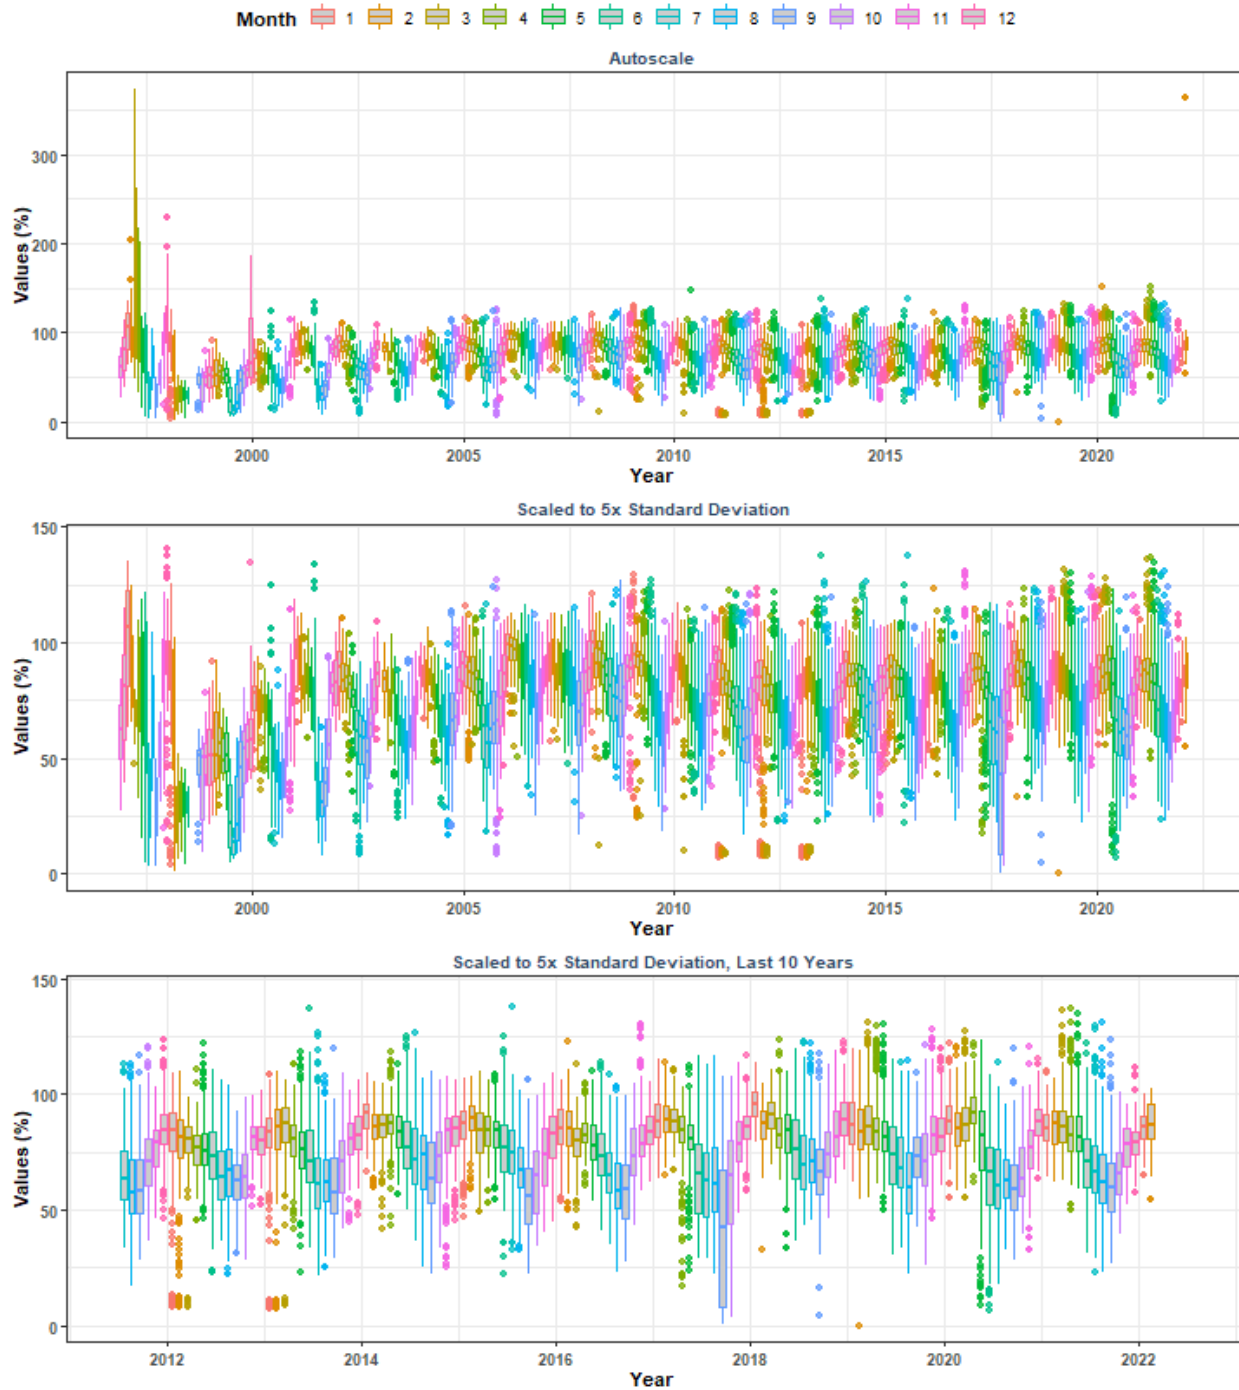 Month 1 2 3 4 5 6 7 8 9 10 11 12
Autoscale
Values (%)
300
200
100
0
2000 2005 2010 2015 2020
Year
Scaled to 5x Standard Deviation
Values (%)
150
100
50
0
2000 2005 2010 2015 2020
Year
Scaled to 5x Standard Deviation, Last 10 Years
Values (%)
150
100
50
0
2012 2014 2016 2018 2020 2022
Year